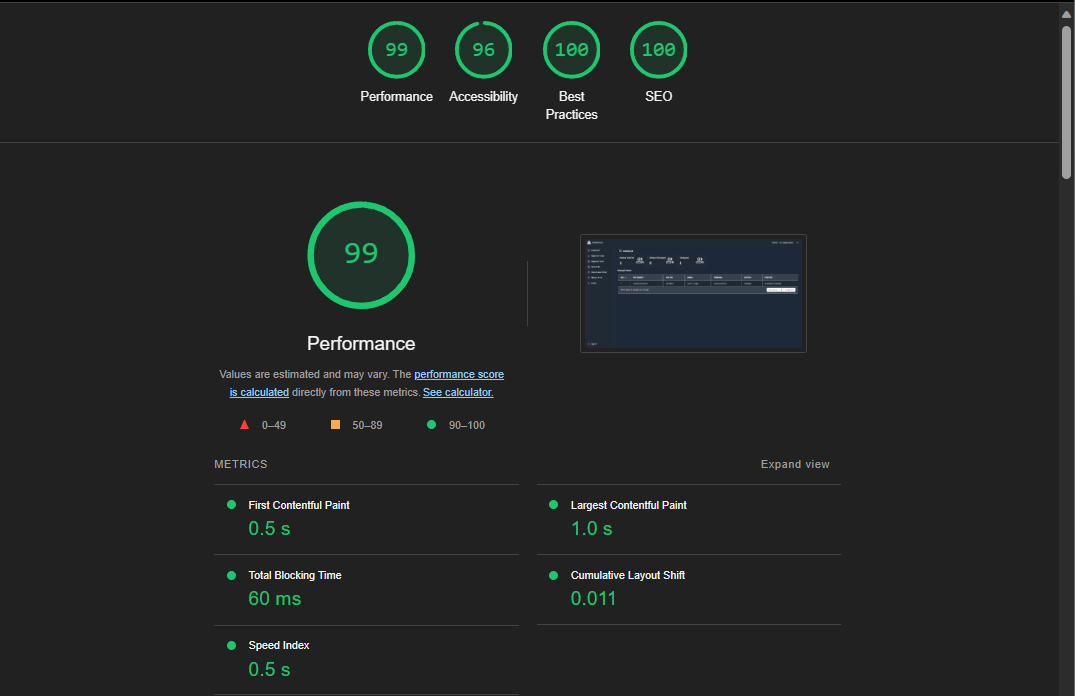 99
96
100
100
Performance
Accessibility
Best
Practices
SEO
99
Performance
Values are estimated and may vary. The performance score
is calculated directly from these metrics. See calculator.
0–49
50–89
90–100
METRICS
Expand view
First Contentful Paint
0.5 s
Largest Contentful Paint
1.0 s
Total Blocking Time
60 ms
Cumulative Layout Shift
0.011
Speed Index
0.5 s